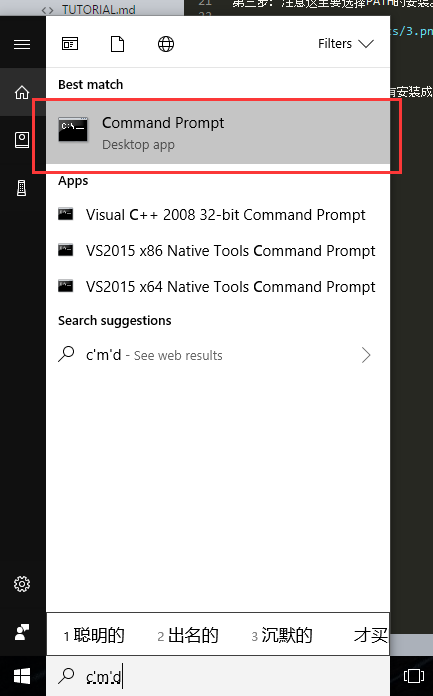 TUTORIAL.md
21
第三步：注意这里要选择PATH的安装
22
Filters
s/3.pn
Best match
有安装成
Command Prompt
Desktop app
Apps
Visual C++ 2008 32-bit Command Prompt
VS2015 x86 Native Tools Command Prompt
VS2015 x64 Native Tools Command Prompt
Search suggestions
c'm'd - See web results
1 聪明的 2 出名的 3 沉默的 才买
c'm'd